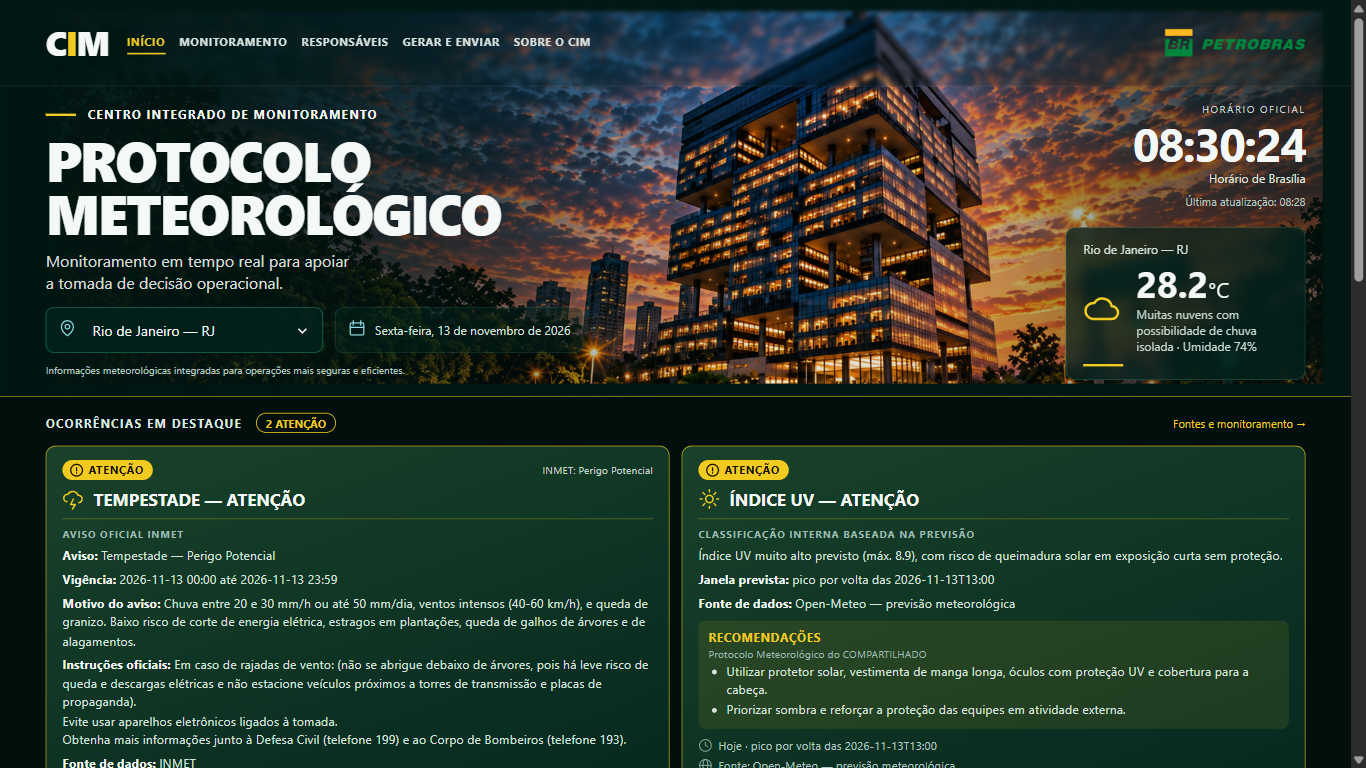 CIM
INÍCIO MONITORAMENTO RESPONSÁVEIS GERAR E ENVIAR SOBRE O CIM
BR PETROBRAS
CENTRO INTEGRADO DE MONITORAMENTO
PROTOCOLO
METEOROLÓGICO
Monitoramento em tempo real para apoiar
a tomada de decisão operacional.
Rio de Janeiro — RJ
Sexta-feira, 13 de novembro de 2026
Informações meteorológicas integradas para operações mais seguras e eficientes.
HORÁRIO OFICIAL
08:30:24
Horário de Brasília
Última atualização: 08:28
Rio de Janeiro — RJ
28.2°C
Muitas nuvens com
possibilidade de chuva
isolada · Umidade 74%
OCORRÊNCIAS EM DESTAQUE
2 ATENÇÃO
Fontes e monitoramento →
ATENÇÃO
INMET: Perigo Potencial
TEMPESTADE — ATENÇÃO
AVISO OFICIAL INMET
Aviso: Tempestade — Perigo Potencial
Vigência: 2026-11-13 00:00 até 2026-11-13 23:59
Motivo do aviso: Chuva entre 20 e 30 mm/h ou até 50 mm/dia, ventos intensos (40-60 km/h), e queda de
granizo. Baixo risco de corte de energia elétrica, estragos em plantações, queda de galhos de árvores e de
alagamentos.
Instruções oficiais: Em caso de rajadas de vento: (não se abrigue debaixo de árvores, pois há leve risco de
queda e descargas elétricas e não estacione veículos próximos a torres de transmissão e placas de
propaganda).
Evite usar aparelhos eletrônicos ligados à tomada.
Obtenha mais informações junto à Defesa Civil (telefone 199) e ao Corpo de Bombeiros (telefone 193).
Fonte de dados: INMET
ATENÇÃO
ÍNDICE UV — ATENÇÃO
CLASSIFICAÇÃO INTERNA BASEADA NA PREVISÃO
Índice UV muito alto previsto (máx. 8.9), com risco de queimadura solar em exposição curta sem proteção.
Janela prevista: pico por volta das 2026-11-13T13:00
Fonte de dados: Open-Meteo — previsão meteorológica
RECOMENDAÇÕES
Protocolo Meteorológico do COMPARTILHADO
• Utilizar protetor solar, vestimenta de manga longa, óculos com proteção UV e cobertura para a
cabeça.
• Priorizar sombra e reforçar a proteção das equipes em atividade externa.
Hoje · pico por volta das 2026-11-13T13:00
Fonte: Open-Meteo — previsão meteorológica